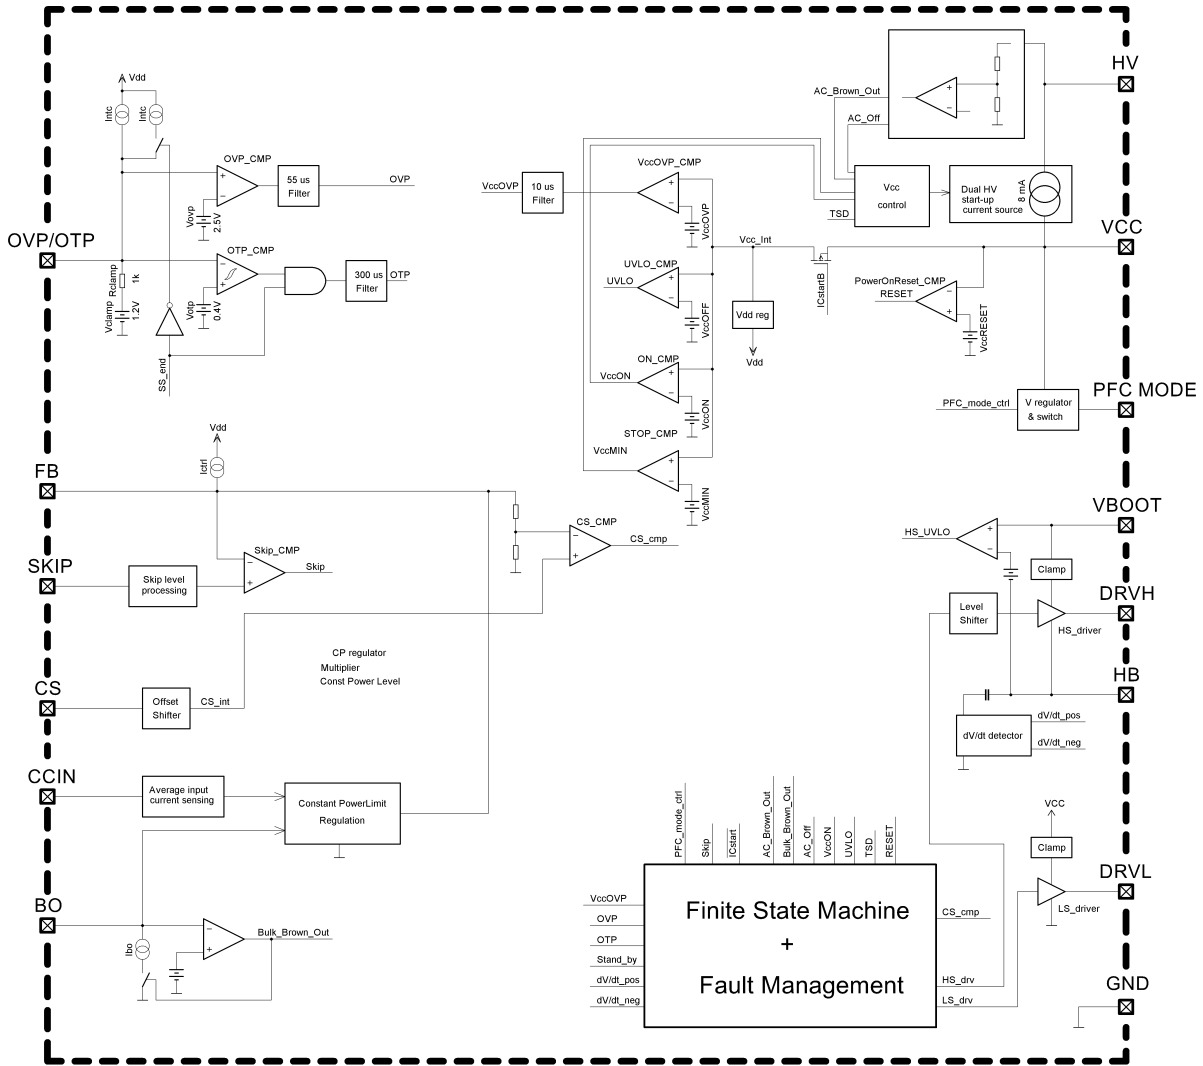 HV
AC_Brown_Out
AC_Off
Vdd
Intc
Intc
OVP_CMP
55 us
Filter
OVP
Vovp
2.5V
VccOVP
10 us
Filter
VccOVP_CMP
VccOVP
Vcc
control
TSD
Dual HV
start-up
current source
8 mA
VCC
OVP/OTP
OTP_CMP
300 us
Filter
OTP
Rclamp
1k
Vclamp
1.2V
Votp
0.4V
SS_end
Vcc_Int
UVLO_CMP
UVLO
VccOFF
ICstartB
Vdd reg
Vdd
PowerOnReset_CMP
RESET
VccRESET
ON_CMP
VccON
VccON
STOP_CMP
VccMIN
VccMIN
PFC_mode_ctrl
V regulator
& switch
PFC MODE
Vdd
Ictrl
FB
CS_CMP
CS_cmp
Skip_CMP
Skip
SKIP
Skip level
processing
VBOOT
HS_UVLO
Clamp
DRVH
Level
Shifter
HS_driver
CP regulator
Multiplier
Const Power Level
CS
Offset
Shifter
CS_int
HB
dV/dt detector
dV/dt_pos
dV/dt_neg
CCIN
Average input
current sensing
Constant PowerLimit
Regulation
BO
Ibo
Bulk_Brown_Out
PFC_mode_ctrl
Skip
ICstart
AC_Brown_Out
Bulk_Brown_Out
AC_Off
VccON
UVLO
TSD
RESET
VccOVP
OVP
OTP
Stand_by
dV/dt_pos
dV/dt_neg
Finite State Machine
+
Fault Management
CS_cmp
HS_drv
LS_drv
VCC
Clamp
DRVL
LS_driver
GND